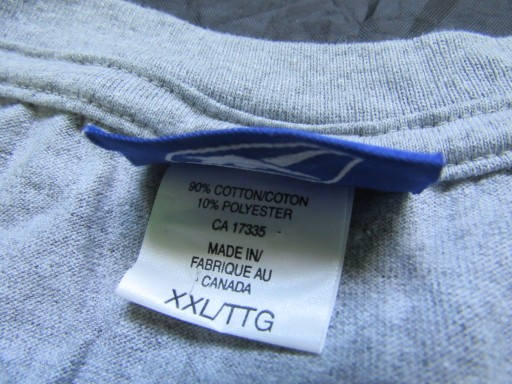 90% COTTON/COTON
10% POLYESTER
CA 17335
MADE IN/
FABRIQUE AU
CANADA
XXL/TTG